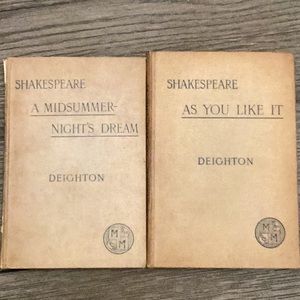 SHAKESPEARE
A MIDSUMMER-
NIGHT'S DREAM
DEIGHTON
SHAKESPEARE
AS YOU LIKE IT
DEIGHTON